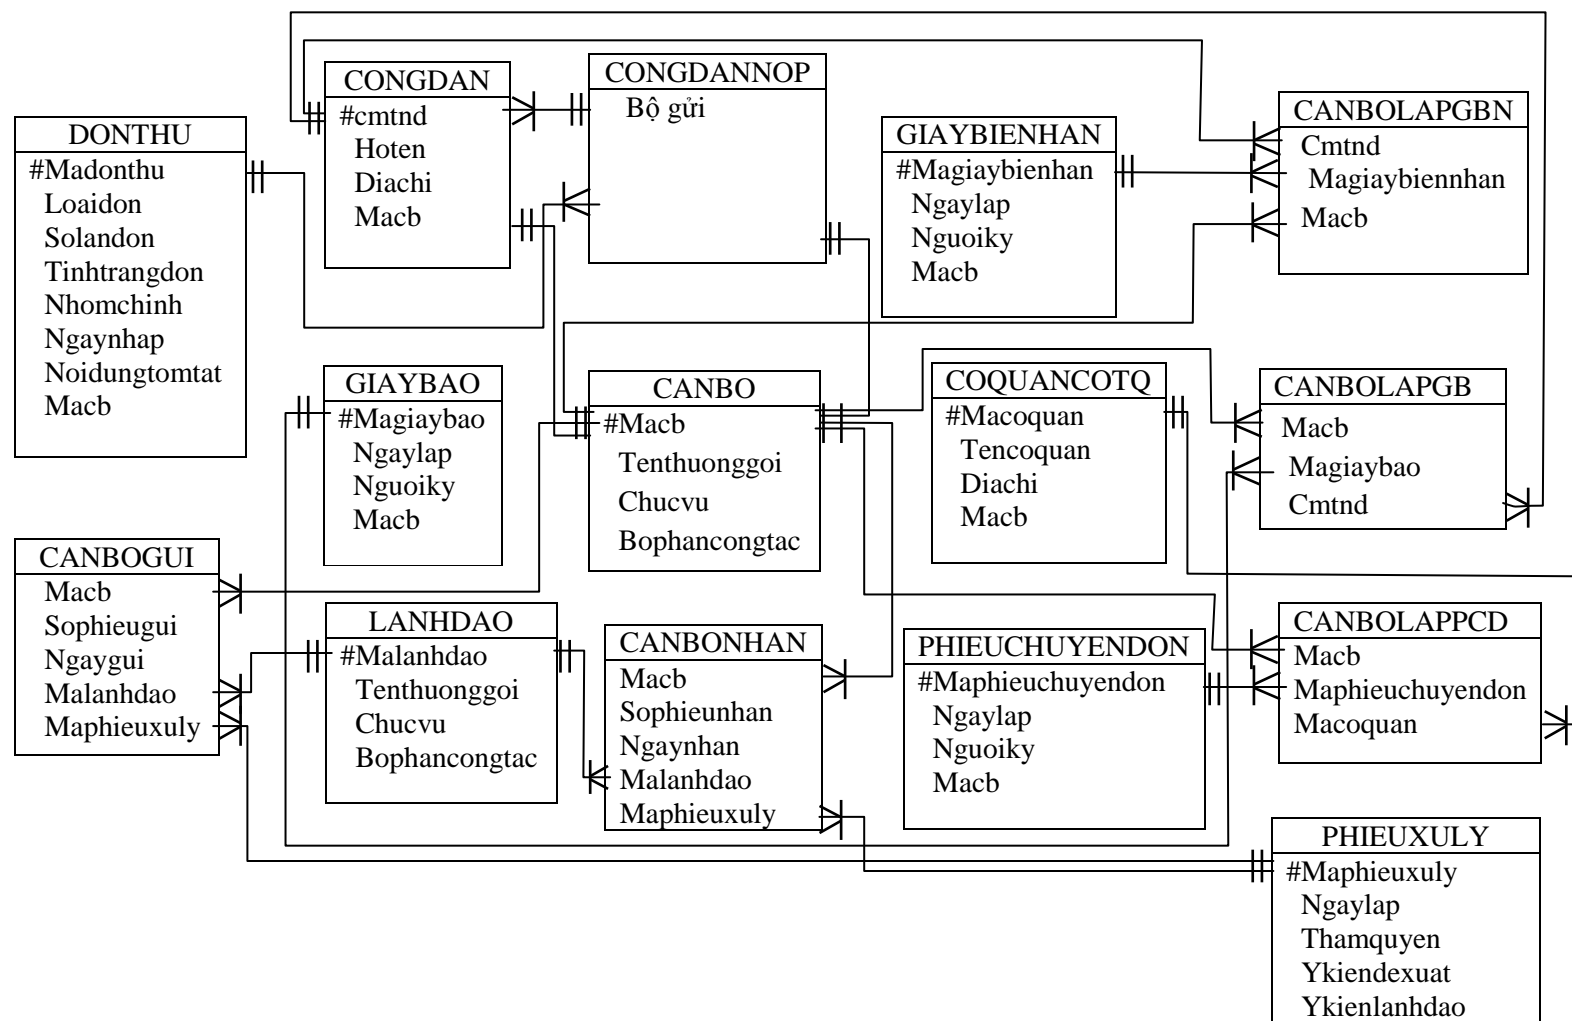 CONGDAN
#cmtnd
Hoten
Diachi
Macb
CONGDANNOP
Bộ gửi
CANBOLAPGBN
Cmtnd
Magiaybiennhan
Macb
DONTHU
#Madonthu
Loaidon
Solandon
Tinhtrangdon
Nhomchinh
Ngaynhap
Noidungtomtat
Macb
GIAYBIENHAN
#Magiaybienhan
Ngaylap
Nguoiky
Macb
GIAYBAO
#Magiaybao
Ngaylap
Nguoiky
Macb
CANBO
#Macb
Tenthuonggoi
Chucvu
Bophancongtac
COQUANCOTQ
#Macoquan
Tencoquan
Diachi
Macb
CANBOLAPGB
Macb
Magiaybao
Cmtnd
CANBOGUI
Macb
Sophieugui
Ngaygui
Malanhdao
Maphieuxuly
LANHDAO
#Malanhdao
Tenthuonggoi
Chucvu
Bophancongtac
CANBONHAN
Macb
Sophieunhan
Ngaynhan
Malanhdao
Maphieuxuly
PHIEUCHUYENDON
#Maphieuchuyendon
Ngaylap
Nguoiky
Macb
CANBOLAPPCD
Macb
Maphieuchuyendon
Macoquan
PHIEUXULY
#Maphieuxuly
Ngaylap
Thamquyen
Ykiendexuat
Ykienlanhdao